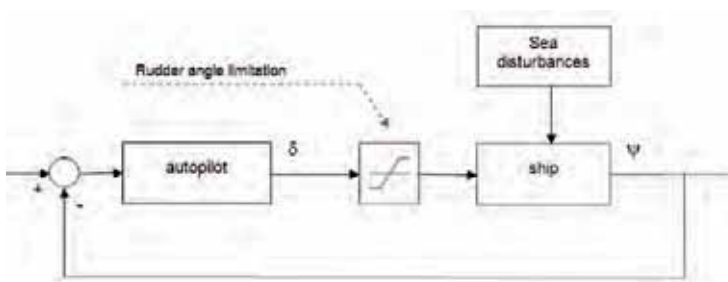 Sea
disturbances
Rudder angle limitation
autopilot
δ
ship
Ψ
+
-